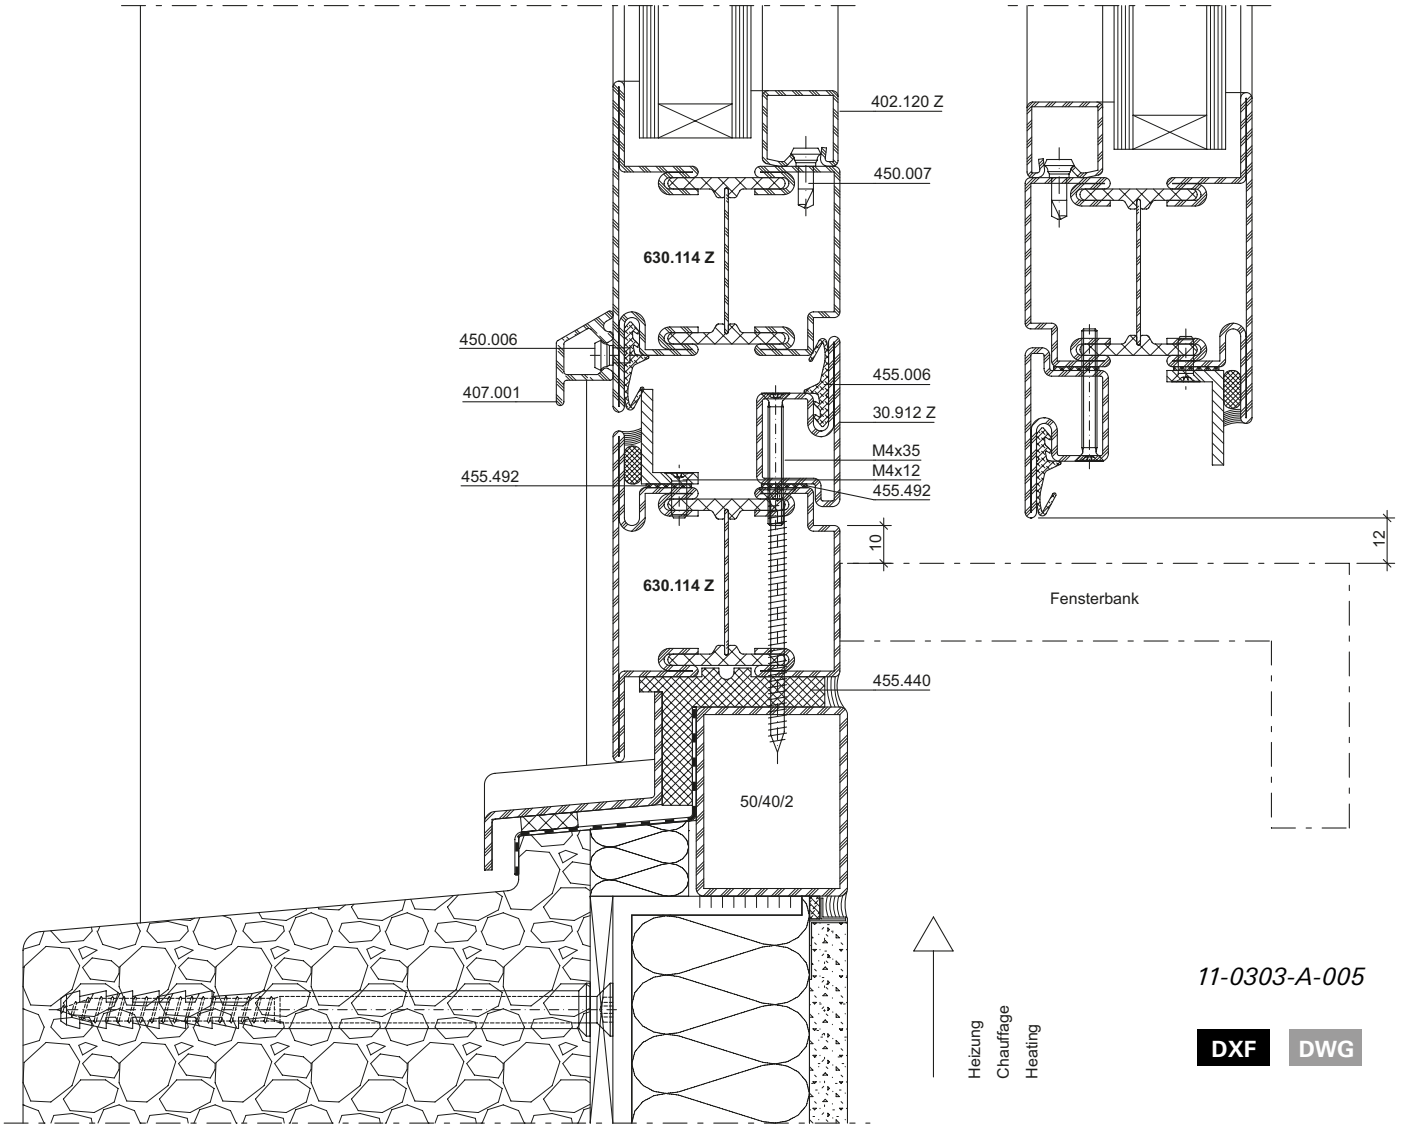 402.120 Z
450.007
630.114 Z
450.006
407.001
455.006
30.912 Z
M4x35
M4x12
455.492
455.492
10
12
630.114 Z
Fensterbank
455.440
50/40/2
Heizung
Chauffage
Heating
11-0303-A-005
DXF
DWG